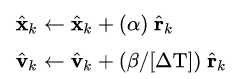 x̂ₖ ← x̂ₖ + (α) r̂ₖ
v̂ₖ ← v̂ₖ + (β/[ΔT]) r̂ₖ